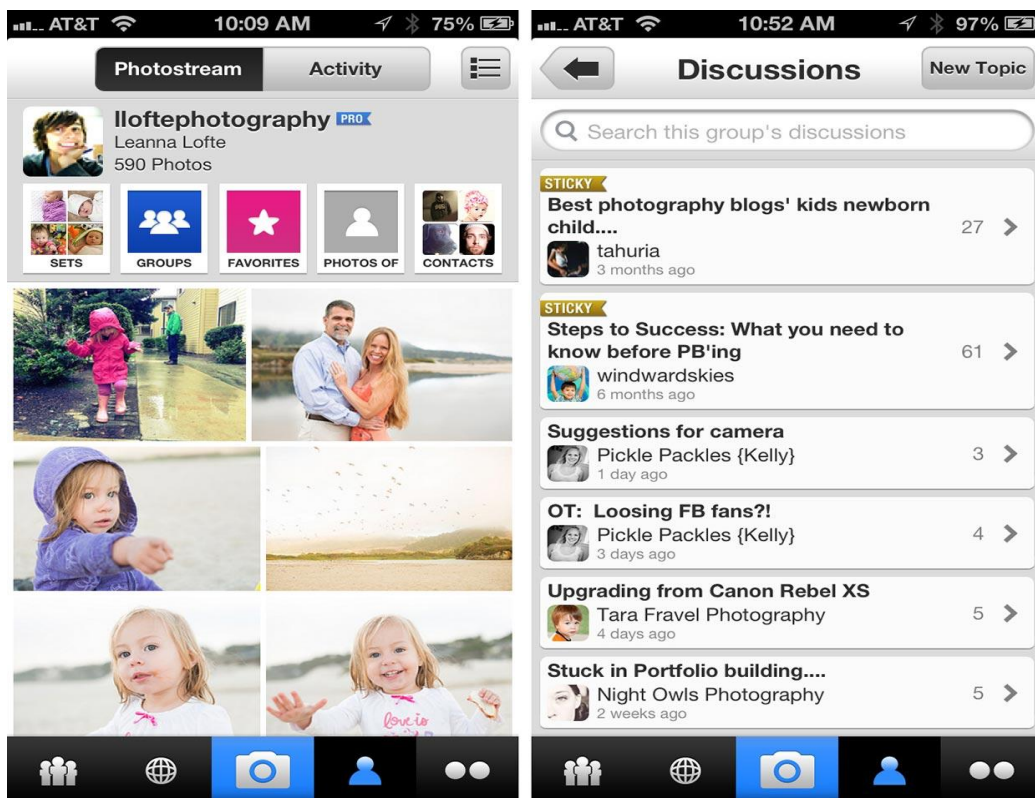 AT&T 10:09 AM 75%
Photostream Activity
lloftephotography PRO
Leanna Lofte
590 Photos
SETS GROUPS FAVORITES PHOTOS OF CONTACTS
love is
AT&T 10:52 AM 97%
Discussions New Topic
Search this group's discussions
STICKY
Best photography blogs' kids newborn
child.... 27
tahuria
3 months ago
STICKY
Steps to Success: What you need to
know before PB'ing 61
windwardskies
6 months ago
Suggestions for camera
Pickle Packles {Kelly} 3
1 day ago
OT: Loosing FB fans?!
Pickle Packles {Kelly} 4
3 days ago
Upgrading from Canon Rebel XS
Tara Fravel Photography 5
4 days ago
Stuck in Portfolio building....
Night Owls Photography 5
2 weeks ago